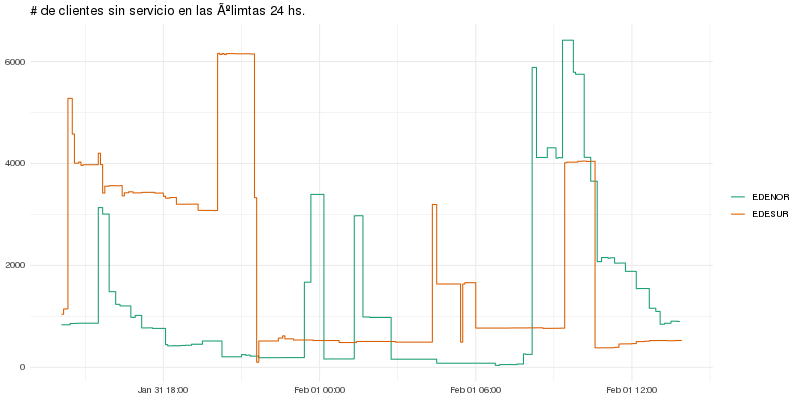 # de clientes sin servicio en las Ãºlimtas 24 hs.
6000
4000
2000
0
Jan 31 18:00
Feb 01 00:00
Feb 01 06:00
Feb 01 12:00
EDENOR
EDESUR